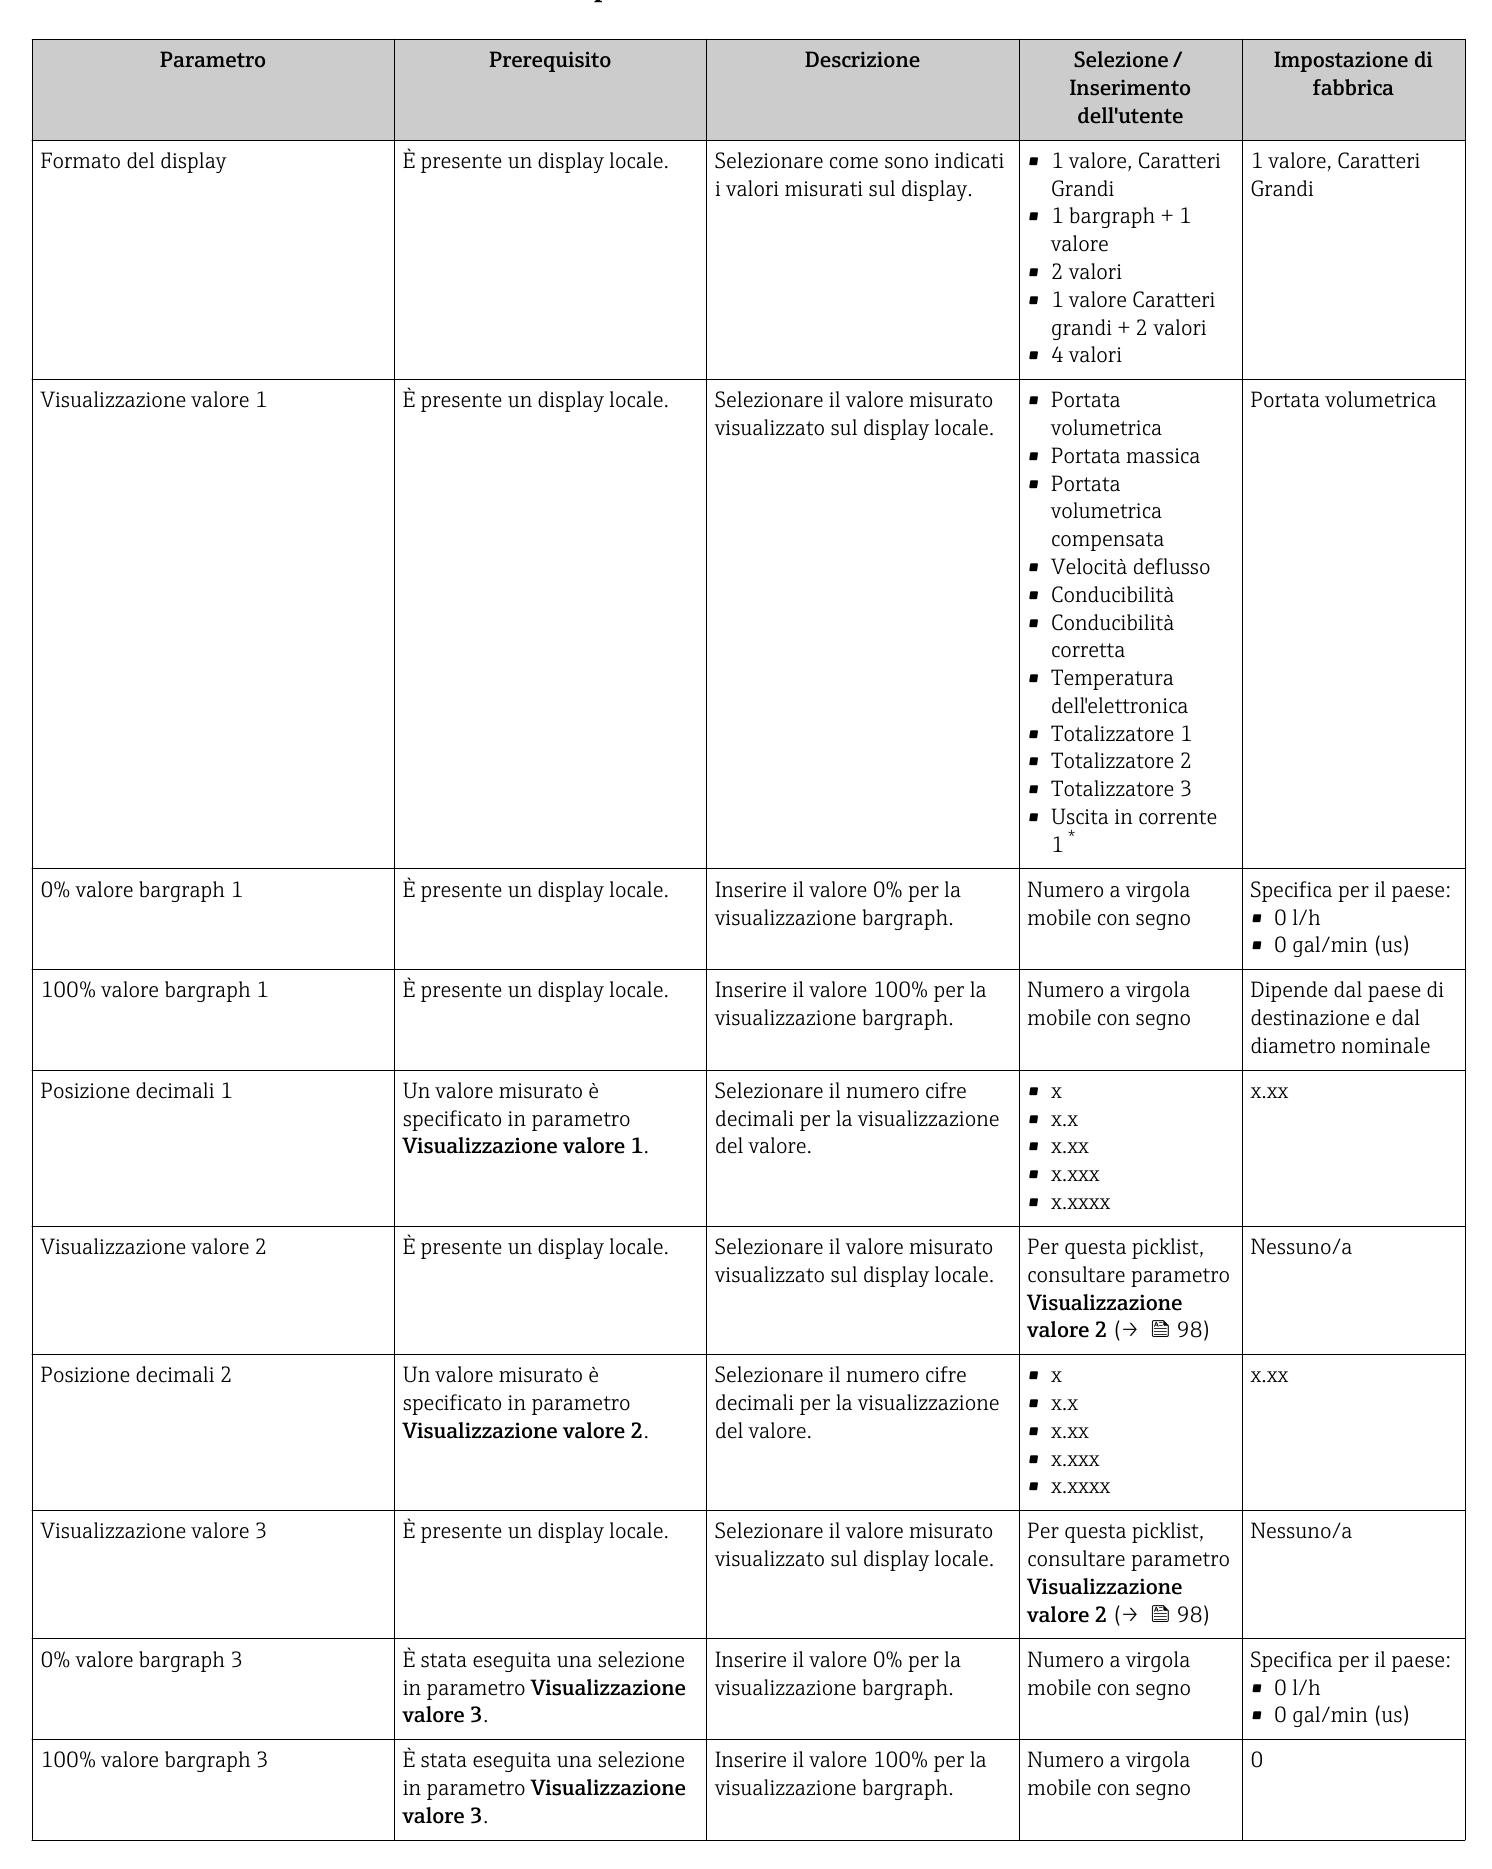 Parametro
Prerequisito
Descrizione
Selezione /
Inserimento
dell'utente
Impostazione di
fabbrica
Formato del display
È presente un display locale.
Selezionare come sono indicati
i valori misurati sul display.
▪ 1 valore, Caratteri
Grandi
▪ 1 bargraph + 1
valore
▪ 2 valori
▪ 1 valore Caratteri
grandi + 2 valori
▪ 4 valori
1 valore, Caratteri
Grandi
Visualizzazione valore 1
È presente un display locale.
Selezionare il valore misurato
visualizzato sul display locale.
▪ Portata
volumetrica
▪ Portata massica
▪ Portata
volumetrica
compensata
▪ Velocità deflusso
▪ Conducibilità
▪ Conducibilità
corretta
▪ Temperatura
dell'elettronica
▪ Totalizzatore 1
▪ Totalizzatore 2
▪ Totalizzatore 3
▪ Uscita in corrente
1 *
Portata volumetrica
0% valore bargraph 1
È presente un display locale.
Inserire il valore 0% per la
visualizzazione bargraph.
Numero a virgola
mobile con segno
Specifica per il paese:
▪ 0 l/h
▪ 0 gal/min (us)
100% valore bargraph 1
È presente un display locale.
Inserire il valore 100% per la
visualizzazione bargraph.
Numero a virgola
mobile con segno
Dipende dal paese di
destinazione e dal
diametro nominale
Posizione decimali 1
Un valore misurato è
specificato in parametro
Visualizzazione valore 1.
Selezionare il numero cifre
decimali per la visualizzazione
del valore.
▪ x
▪ x.x
▪ x.xx
▪ x.xxx
▪ x.xxxx
x.xx
Visualizzazione valore 2
È presente un display locale.
Selezionare il valore misurato
visualizzato sul display locale.
Per questa picklist,
consultare parametro
Visualizzazione
valore 2 (→ 98)
Nessuno/a
Posizione decimali 2
Un valore misurato è
specificato in parametro
Visualizzazione valore 2.
Selezionare il numero cifre
decimali per la visualizzazione
del valore.
▪ x
▪ x.x
▪ x.xx
▪ x.xxx
▪ x.xxxx
x.xx
Visualizzazione valore 3
È presente un display locale.
Selezionare il valore misurato
visualizzato sul display locale.
Per questa picklist,
consultare parametro
Visualizzazione
valore 2 (→ 98)
Nessuno/a
0% valore bargraph 3
È stata eseguita una selezione
in parametro Visualizzazione
valore 3.
Inserire il valore 0% per la
visualizzazione bargraph.
Numero a virgola
mobile con segno
Specifica per il paese:
▪ 0 l/h
▪ 0 gal/min (us)
100% valore bargraph 3
È stata eseguita una selezione
in parametro Visualizzazione
valore 3.
Inserire il valore 100% per la
visualizzazione bargraph.
Numero a virgola
mobile con segno
0